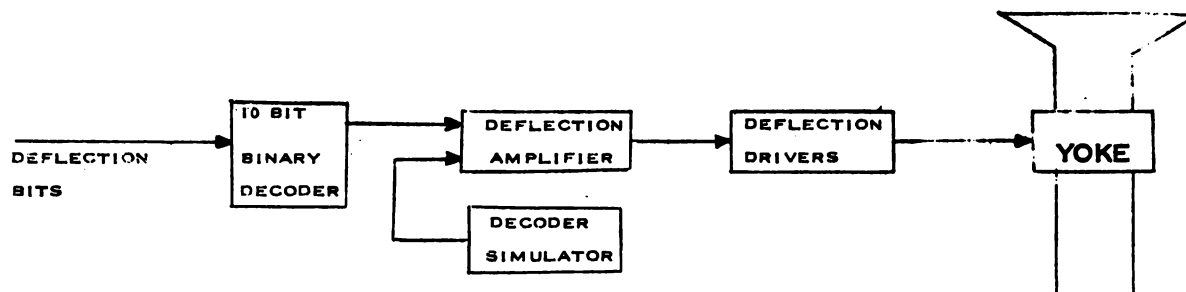 DEFLECTION
BITS
10 BIT
BINARY
DECODER
DEFLECTION
AMPLIFIER
DECODER
SIMULATOR
DEFLECTION
DRIVERS
YOKE